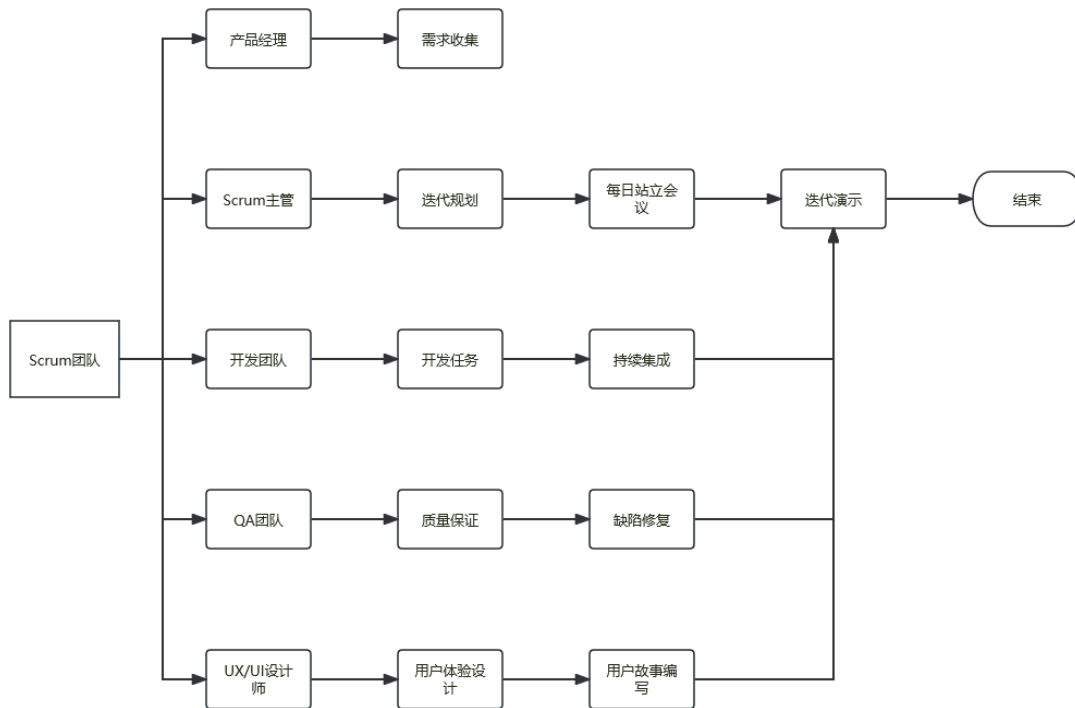 产品经理
需求收集
Scrum主管
迭代规划
每日站立会
议
迭代演示
结束
Scrum团队
开发团队
开发任务
持续集成
QA团队
质量保证
缺陷修复
UX/UI设计
师
用户体验设
计
用户故事编
写